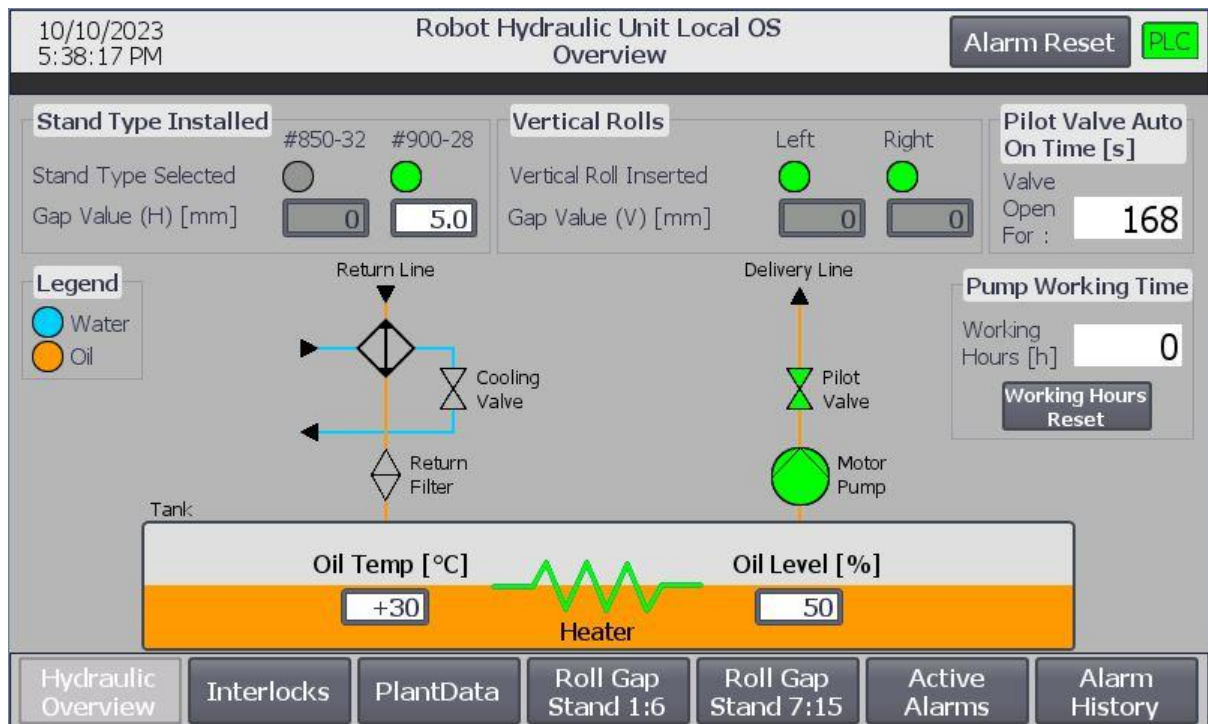 10/10/2023
5:38:17 PM
Robot Hydraulic Unit Local OS
Overview
Alarm Reset
PLC
Stand Type Installed
#850-32
#900-28
Stand Type Selected
Gap Value (H) [mm]
0
5.0
Vertical Rolls
Left
Right
Vertical Roll Inserted
Gap Value (V) [mm]
0
0
Pilot Valve Auto
On Time [s]
Valve
Open
For :
168
Legend
Water
Oil
Return Line
Cooling
Valve
Return
Filter
Delivery Line
Pilot
Valve
Motor
Pump
Pump Working Time
Working
Hours [h]
0
Working Hours
Reset
Tank
Oil Temp [°C]
+30
Heater
Oil Level [%]
50
Hydraulic
Overview
Interlocks
PlantData
Roll Gap
Stand 1:6
Roll Gap
Stand 7:15
Active
Alarms
Alarm
History